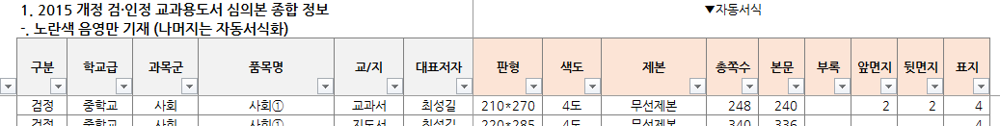 1. 2015 개정 검·인정 교과용도서 심의본 종합 정보
▼자동서식
-. 노란색 음영만 기재 (나머지는 자동서식화)
구분 학교급 과목군 품목명 교/지 대표저자 판형 색도 제본 총쪽수 본문 부록 앞면지 뒷면지 표지
검정 중학교 사회 사회① 교과서 최성길 210*270 4도 무선제본 248 240 2 2 4
검정 중학교 사회 사회① 지도서 최성길 220*285 4도 무선제본 340 336 4